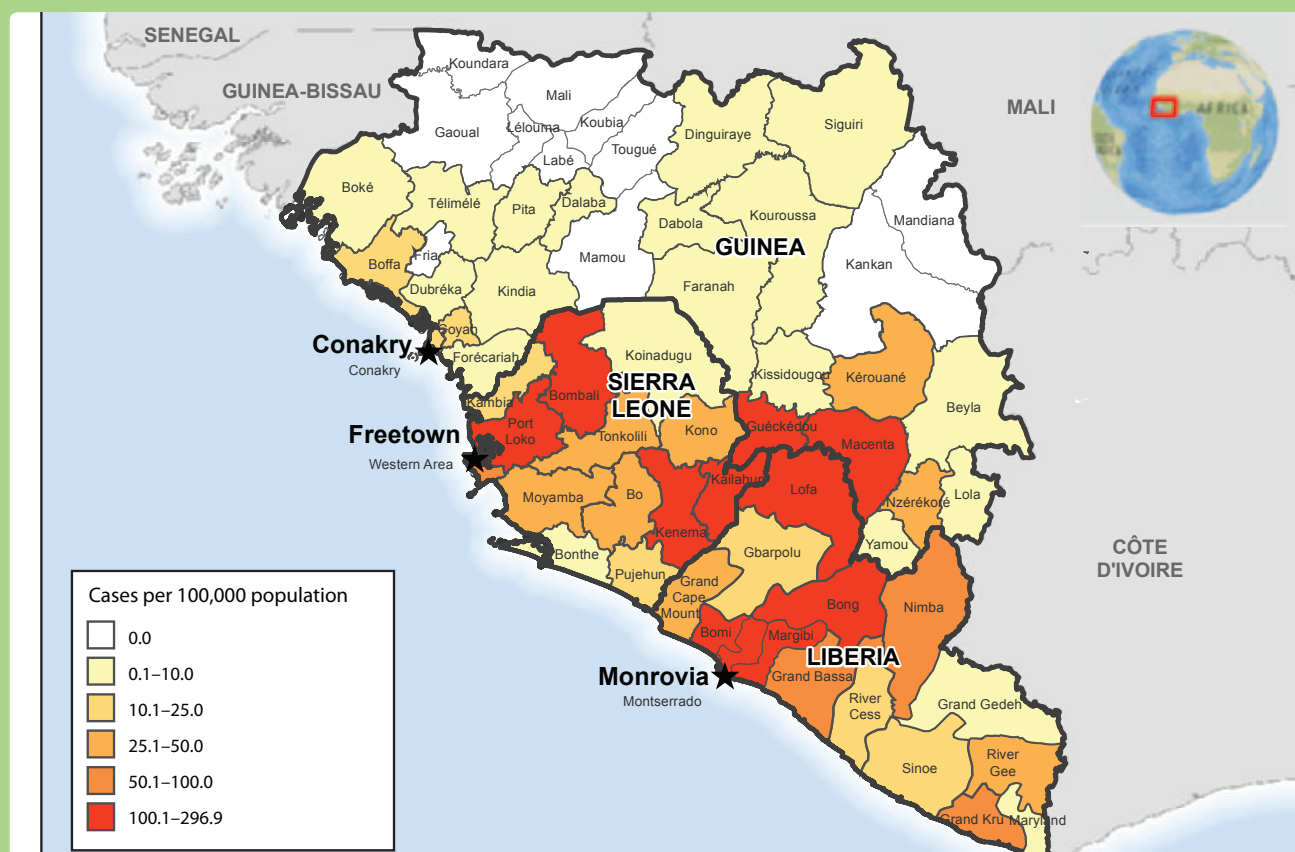 SENEGAL
GUINEA-BISSAU
MALI
AFRICA
Koundara
Mali
Gaoual
Lélouma
Koubia
Labé
Tougué
Dinguiraye
Siguiri
Boké
Télimélé
Pita
Dalaba
Dabola
Kouroussa
Mandiana
GUINEA
Boffa
Fria
Mamou
Kankan
Dubréka
Kindia
Faranah
Coyah
Conakry
Conakry
Forécariah
Koinadugu
Kissidougou
Kérouané
SIERRA
LEONE
Beyla
Kambia
Bombali
Port
Loko
Tonkolili
Kono
Guéckédou
Macenta
Freetown
Western Area
Kailahun
Lofa
Moyamba
Bo
Nzérékoré
Lola
Kenema
Yamou
Bonthe
Gbarpolu
CÔTE
D'IVOIRE
Pujehun
Grand
Cape
Mount
Bong
Nimba
Bomi
Margibi
LIBERIA
Monrovia
Montserrado
Grand Bassa
River
Cess
Grand Gedeh
Sinoe
River
Gee
Grand Kru
Maryland
Cases per 100,000 population
0.0
0.1–10.0
10.1–25.0
25.1–50.0
50.1–100.0
100.1–296.9